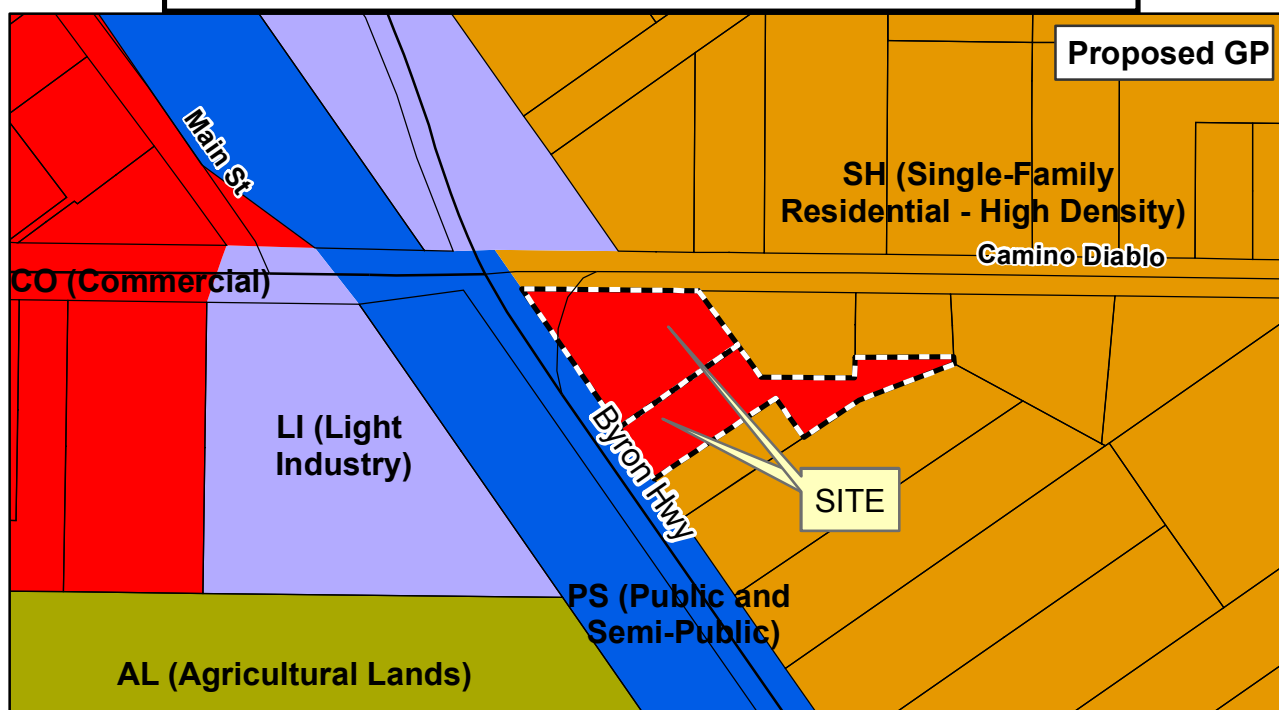 Proposed GP
Main St
SH (Single-Family
Residential - High Density)
Camino Diablo
CO (Commercial)
LI (Light
Industry)
Byron Hwy
SITE
PS (Public and
Semi-Public)
AL (Agricultural Lands)